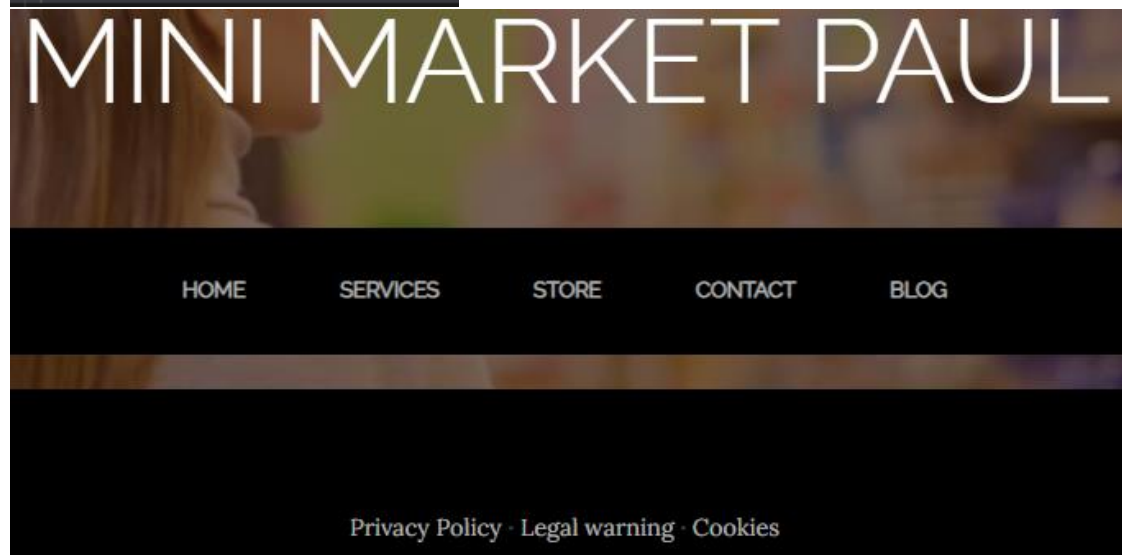 MINI MARKET PAUL
HOME SERVICES STORE CONTACT BLOG
Privacy Policy · Legal warning · Cookies